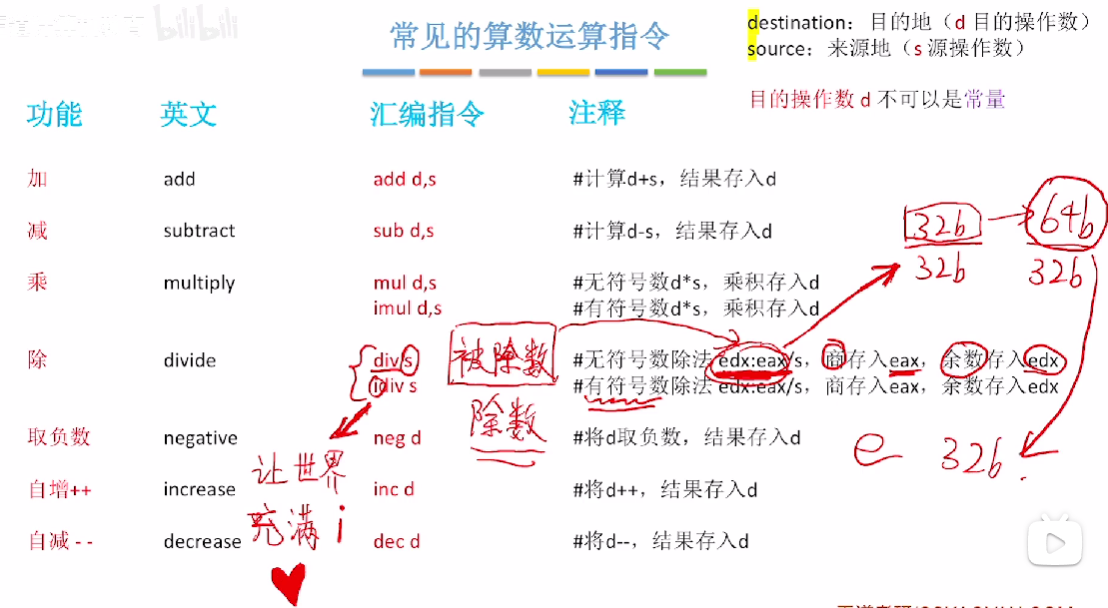 bilibili
常见的算数运算指令
destination：目的地（d 目的操作数）
source：来源地（s 源操作数）
目的操作数 d 不可以是常量
功能 英文 汇编指令 注释
加 add add d,s #计算d+s，结果存入d
减 subtract sub d,s #计算d-s，结果存入d
乘 multiply mul d,s #无符号数d*s，乘积存入d
imul d,s #有符号数d*s，乘积存入d
32b 64b
32b 32b
除 divide div s #无符号数除法 edx:eax/s，商存入eax，余数存入edx
idiv s #有符号数除法 edx:eax/s，商存入eax，余数存入edx
被除数
除数
取负数 negative neg d #将d取负数，结果存入d
e 32b
自增++ increase inc d #将d++，结果存入d
自减 - - decrease dec d #将d--，结果存入d
让世界
充满 i